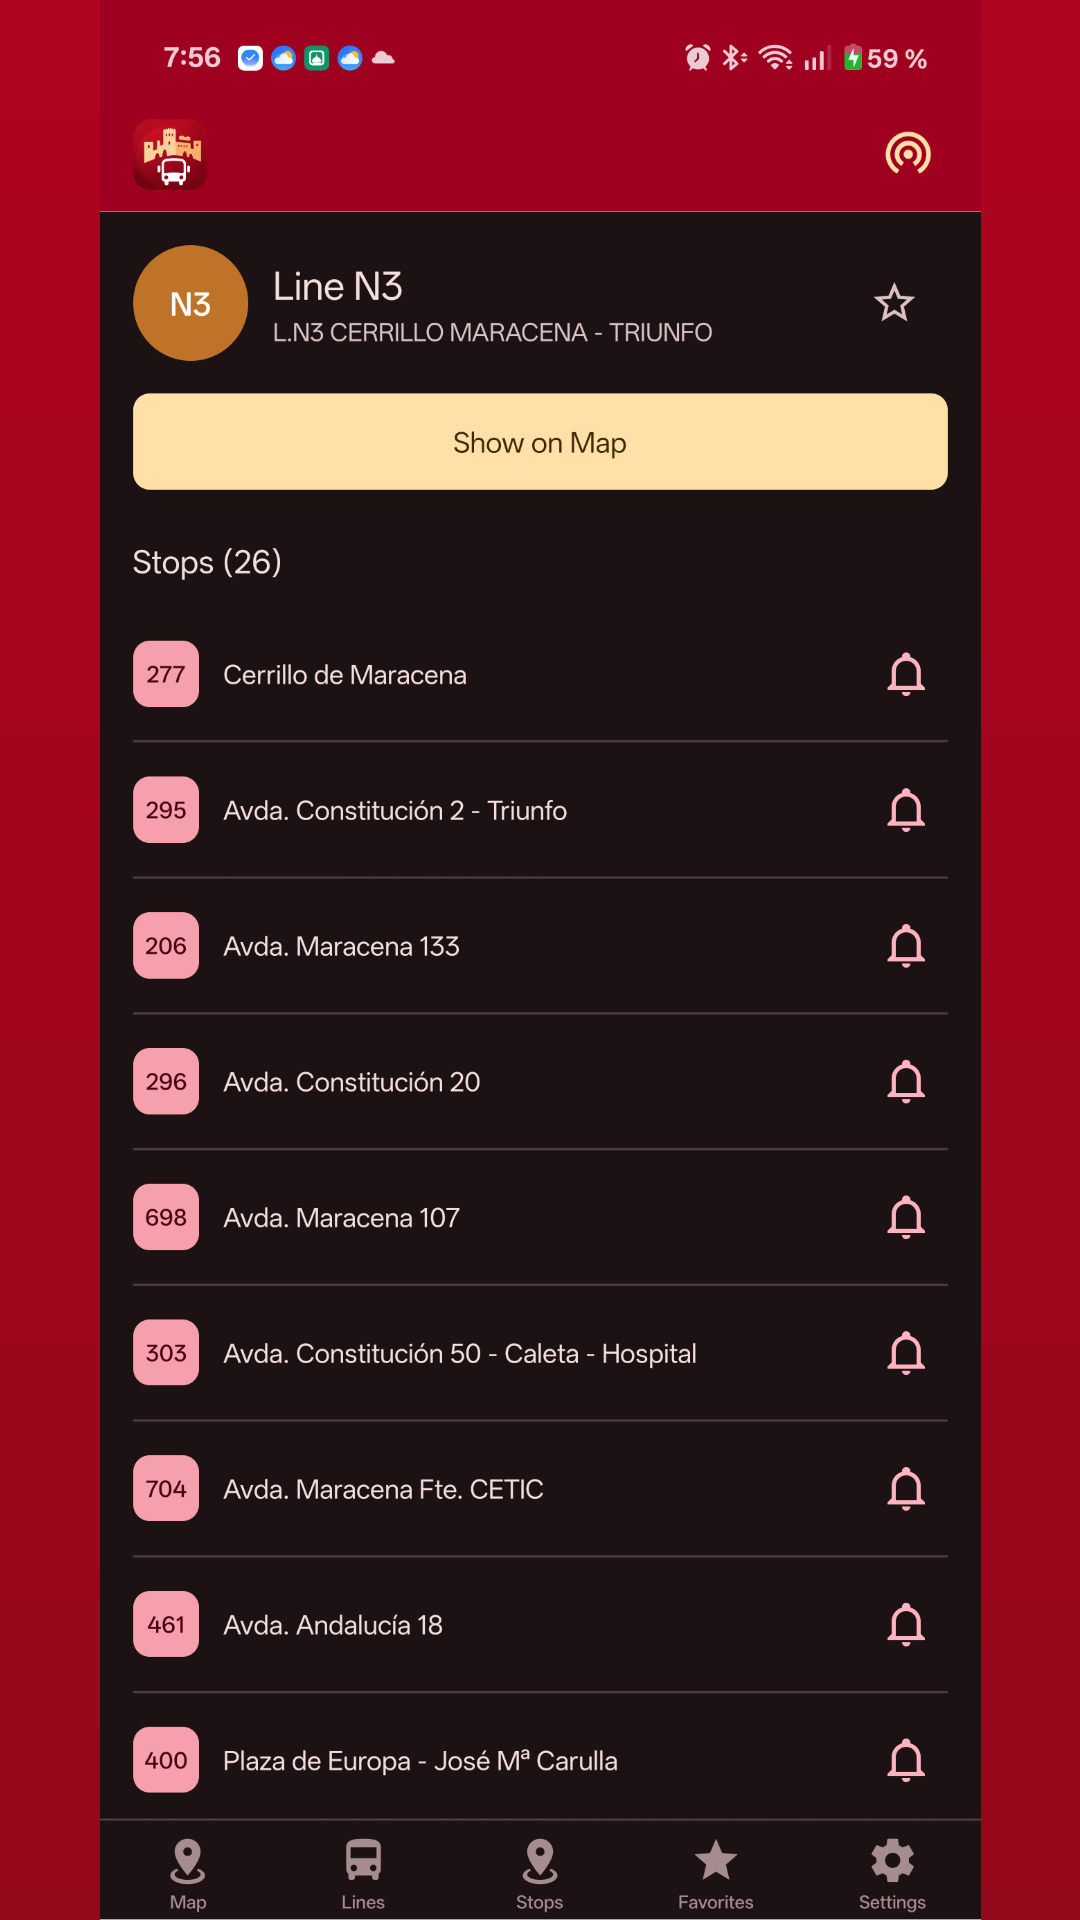 7:56
59 %
N3
Line N3
L.N3 CERRILLO MARACENA - TRIUNFO
Show on Map
Stops (26)
277 Cerrillo de Maracena
295 Avda. Constitución 2 - Triunfo
206 Avda. Maracena 133
296 Avda. Constitución 20
698 Avda. Maracena 107
303 Avda. Constitución 50 - Caleta - Hospital
704 Avda. Maracena Fte. CETIC
461 Avda. Andalucía 18
400 Plaza de Europa - José Mª Carulla
Map Lines Stops Favorites Settings